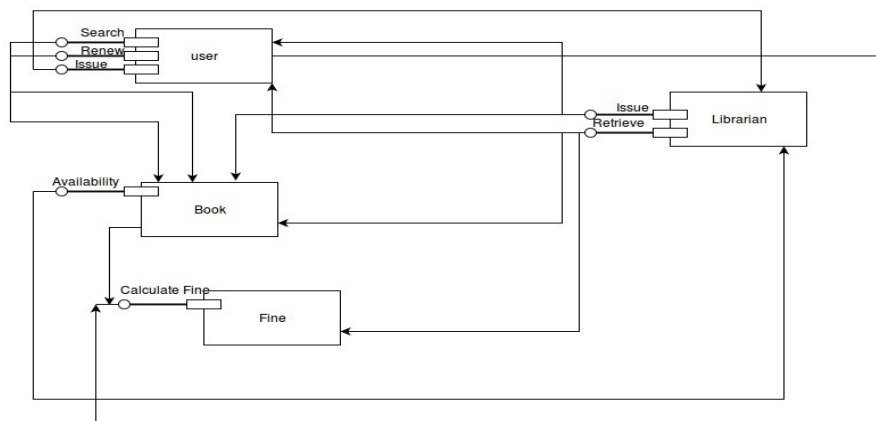 Search
Renew
Issue
user
Issue
Retrieve
Librarian
Availability
Book
Calculate Fine
Fine